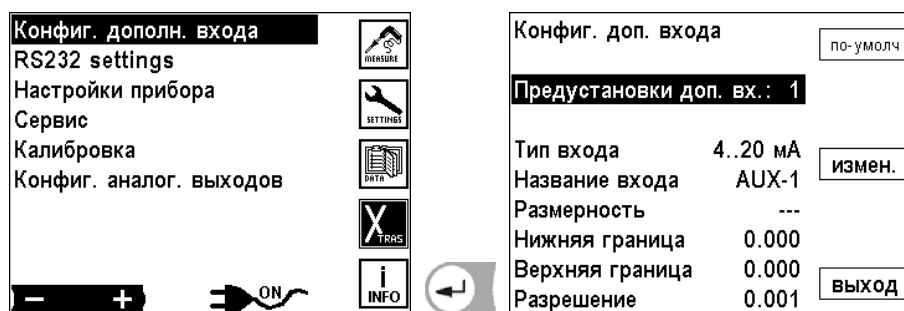 Конфиг. дополн. входа
RS232 settings
Настройки прибора
Сервис
Калибровка
Конфиг. аналог. выходов
MEASURE
SETTINGS
DATA
XTRAS
i
INFO
− +
ON
Конфиг. доп. входа
по-умолч
Предустановки доп. вх.: 1
Тип входа 4..20 мА
измен.
Название входа AUX-1
Размерность ---
Нижняя граница 0.000
Верхняя граница 0.000
выход
Разрешение 0.001